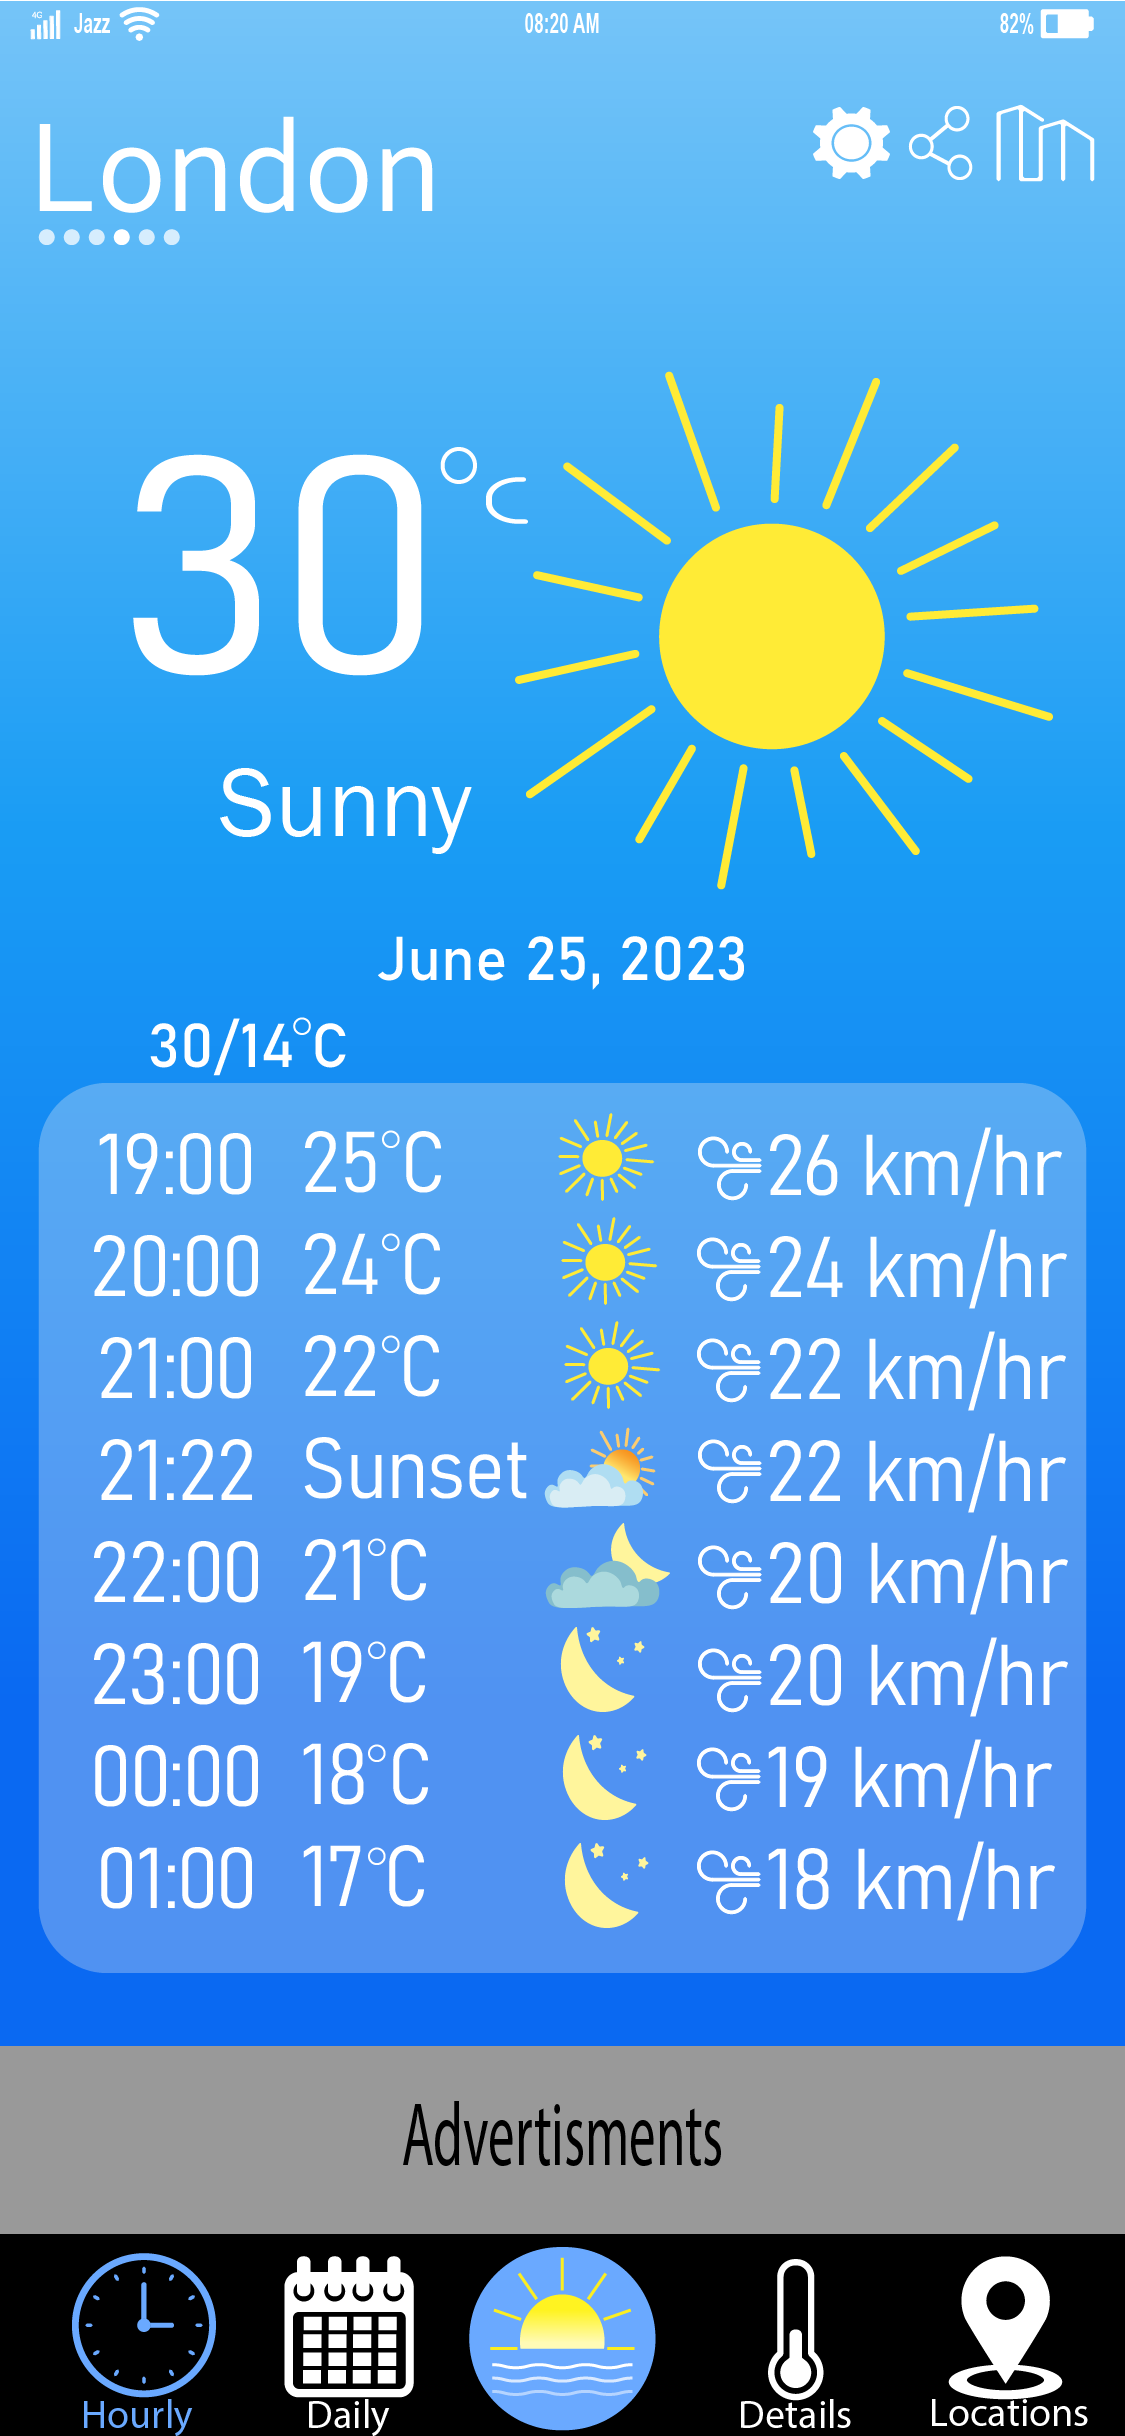 4G Jazz 08:20 AM 82%
London
30°C
Sunny
June 25, 2023
30/14°C
19:00 25°C 26 km/hr
20:00 24°C 24 km/hr
21:00 22°C 22 km/hr
21:22 Sunset 22 km/hr
22:00 21°C 20 km/hr
23:00 19°C 20 km/hr
00:00 18°C 19 km/hr
01:00 17°C 18 km/hr
Advertisments
Hourly Daily Details Locations